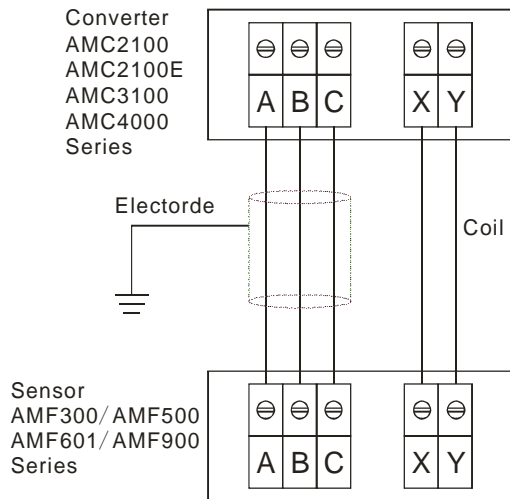 Converter
AMC2100
AMC2100E
AMC3100
AMC4000
Series
A B C X Y
Electorde
Coil
Sensor
AMF300/AMF500
AMF601/AMF900
Series
A B C X Y